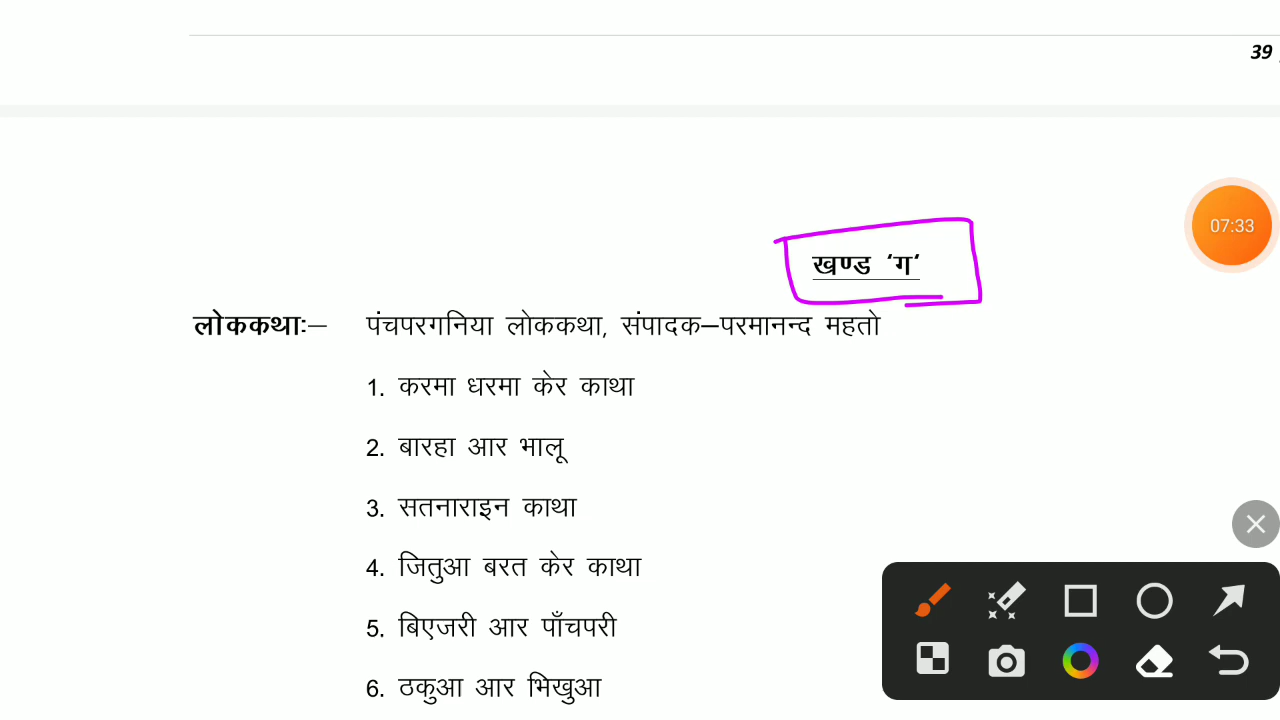 39
07:33
खण्ड ‘ग‘
लोककथाः– पंचपरगनिया लोककथा, संपादक–परमानन्द महतो
1. करमा धरमा केर काथा
2. बारहा आर भालू
3. सतनाराइन काथा
4. जितुआ बरत केर काथा
5. बिएजरी आर पाँचपरी
6. ठकुआ आर भिखुआ